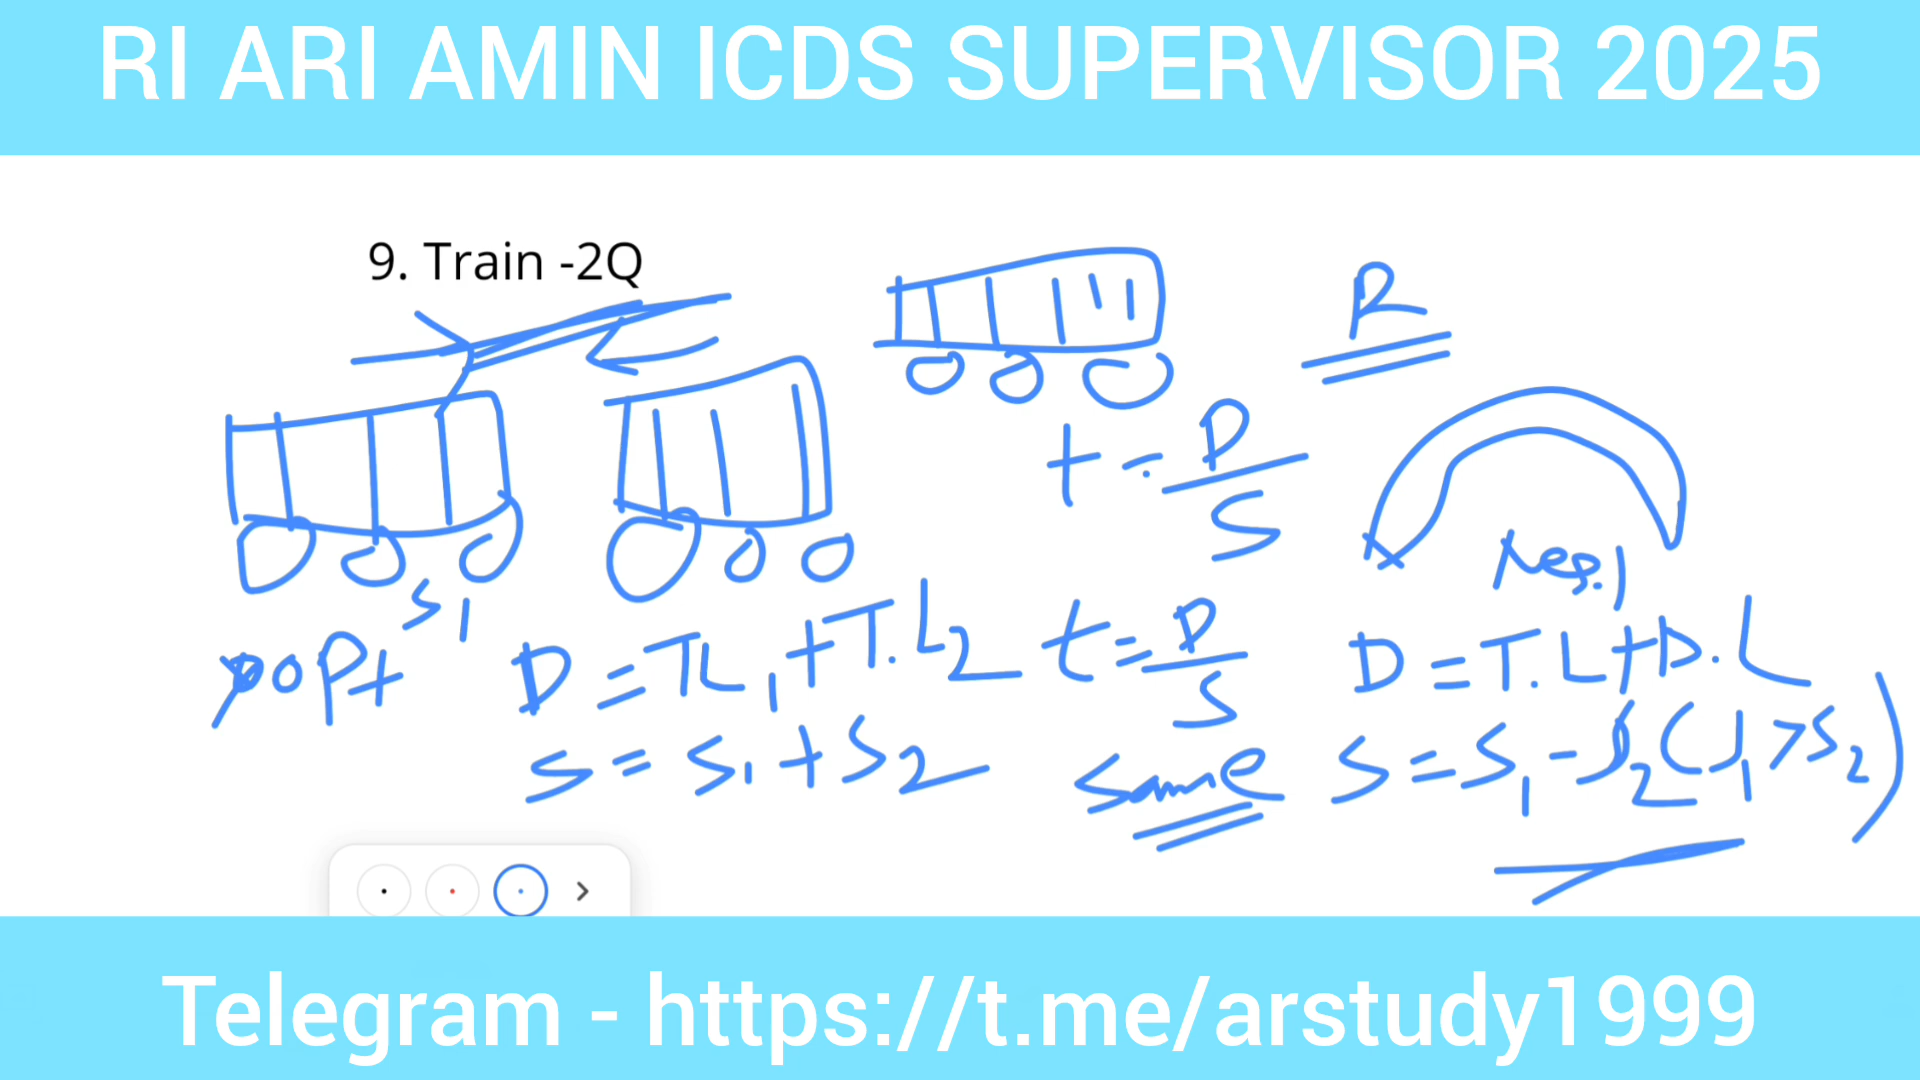 RI ARI AMIN ICDS SUPERVISOR 2025
9. Train -2Q
R
t = D/S
S1
opp
D = TL1 + T.L2
S = S1 + S2
t = D/S
same
D = T.L + D.L
S = S1 - S2 (S1 > S2)
Telegram - https://t.me/arstudy1999